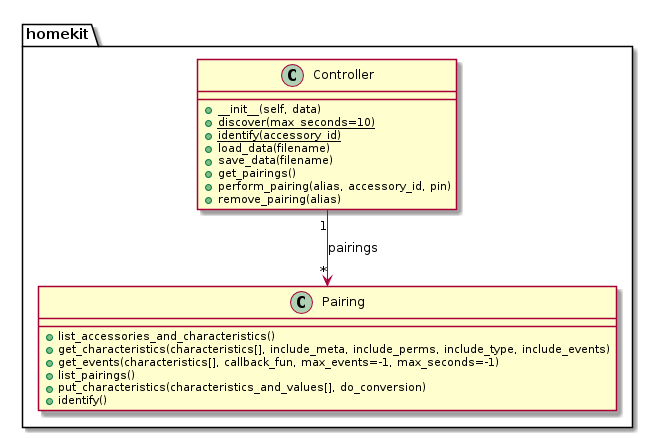 homekit
C Controller
__init__(self, data)
discover(max_seconds=10)
identify(accessory_id)
load_data(filename)
save_data(filename)
get_pairings()
perform_pairing(alias, accessory_id, pin)
remove_pairing(alias)
1
pairings
*
C Pairing
list_accessories_and_characteristics()
get_characteristics(characteristics[], include_meta, include_perms, include_type, include_events)
get_events(characteristics[], callback_fun, max_events=-1, max_seconds=-1)
list_pairings()
put_characteristics(characteristics_and_values[], do_conversion)
identify()